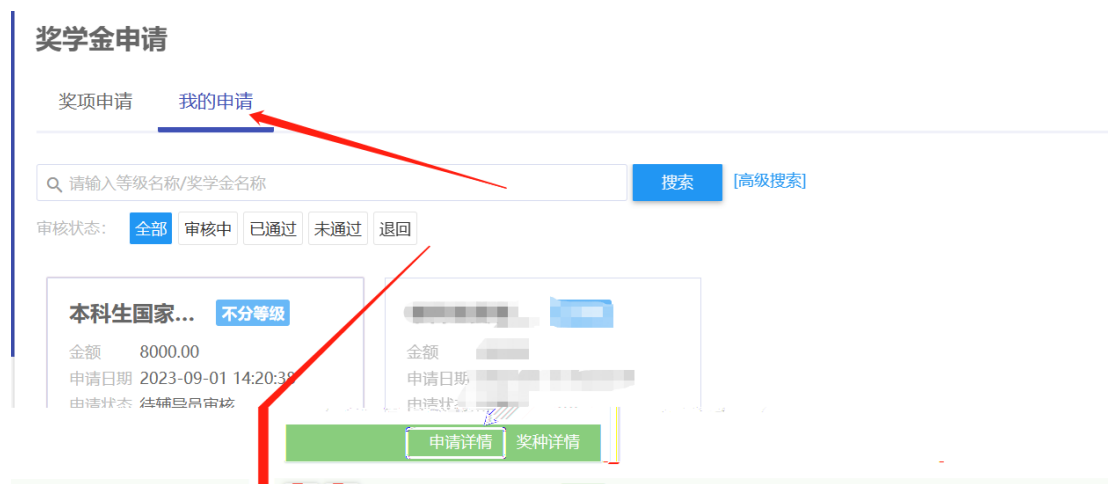 奖学金申请
奖项申请 我的申请
请输入等级名称/奖学金名称 搜索 [高级搜索]
审核状态: 全部 审核中 已通过 未通过 退回
本科生国家... 不分等级
金额 8000.00 金额
申请日期 2023-09-01 14:20:38 申请日期
申请状态 待辅导员审核 申请状
申请详情 奖种详情